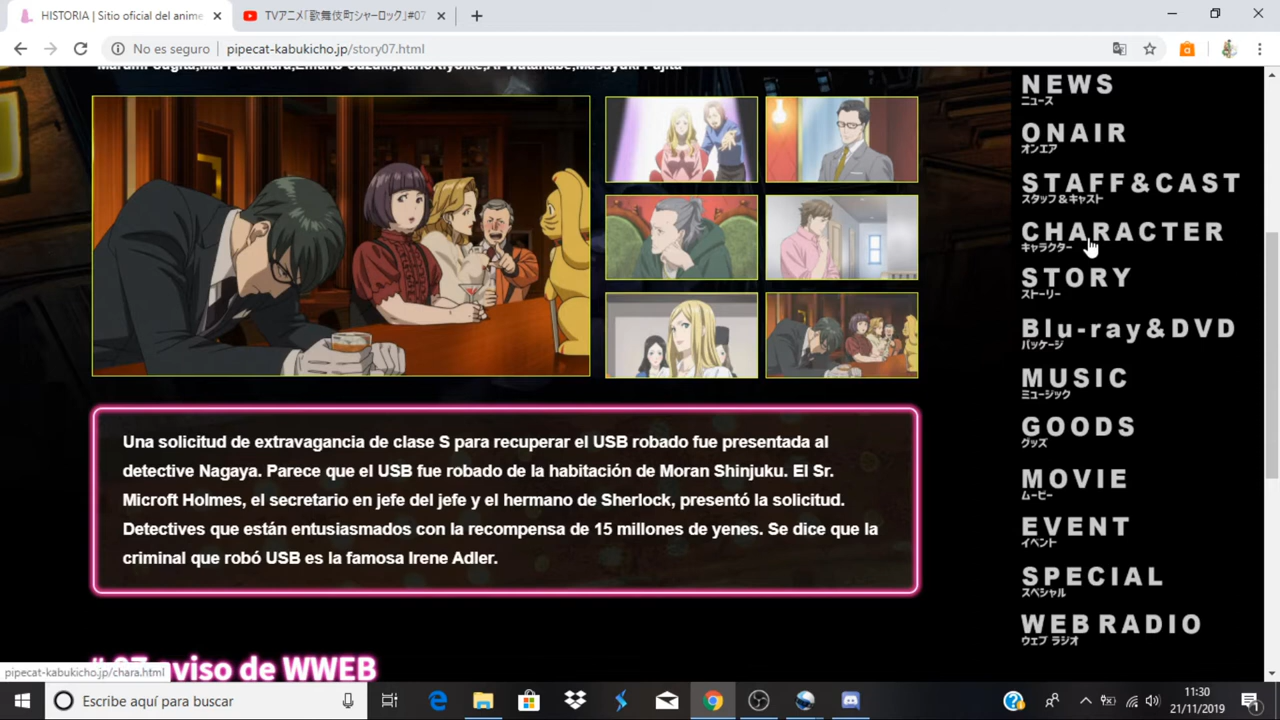 HISTORIA | Sitio oficial del anime
TVアニメ「歌舞伎町シャーロック」#07
No es seguro
pipecat-kabukicho.jp/story07.html
NEWS
ニュース
ONAIR
オンエア
STAFF&CAST
スタッフ&キャスト
CHARACTER
キャラクター
STORY
ストーリー
Blu-ray&DVD
パッケージ
MUSIC
ミュージック
GOODS
グッズ
MOVIE
ムービー
EVENT
イベント
SPECIAL
スペシャル
WEB RADIO
ウェブ ラジオ
Una solicitud de extravagancia de clase S para recuperar el USB robado fue presentada al
detective Nagaya. Parece que el USB fue robado de la habitación de Moran Shinjuku. El Sr.
Microft Holmes, el secretario en jefe del jefe y el hermano de Sherlock, presentó la solicitud.
Detectives que están entusiasmados con la recompensa de 15 millones de yenes. Se dice que la
criminal que robó USB es la famosa Irene Adler.
# 07 aviso de WWEB
pipecat-kabukicho.jp/chara.html
Escribe aquí para buscar
11:30
21/11/2019
1